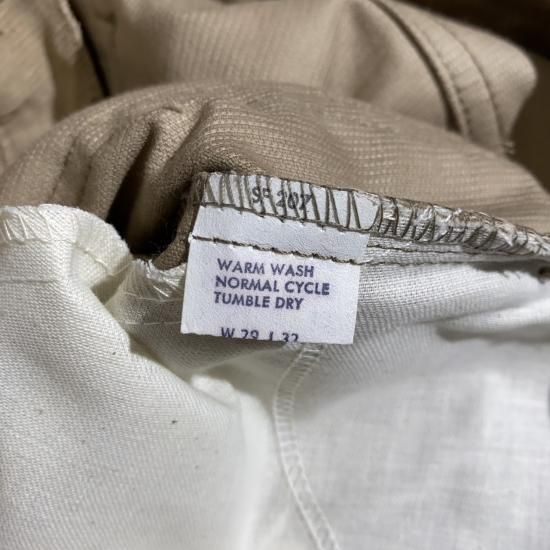 WARM WASH
NORMAL CYCLE
TUMBLE DRY
W 29 L 32